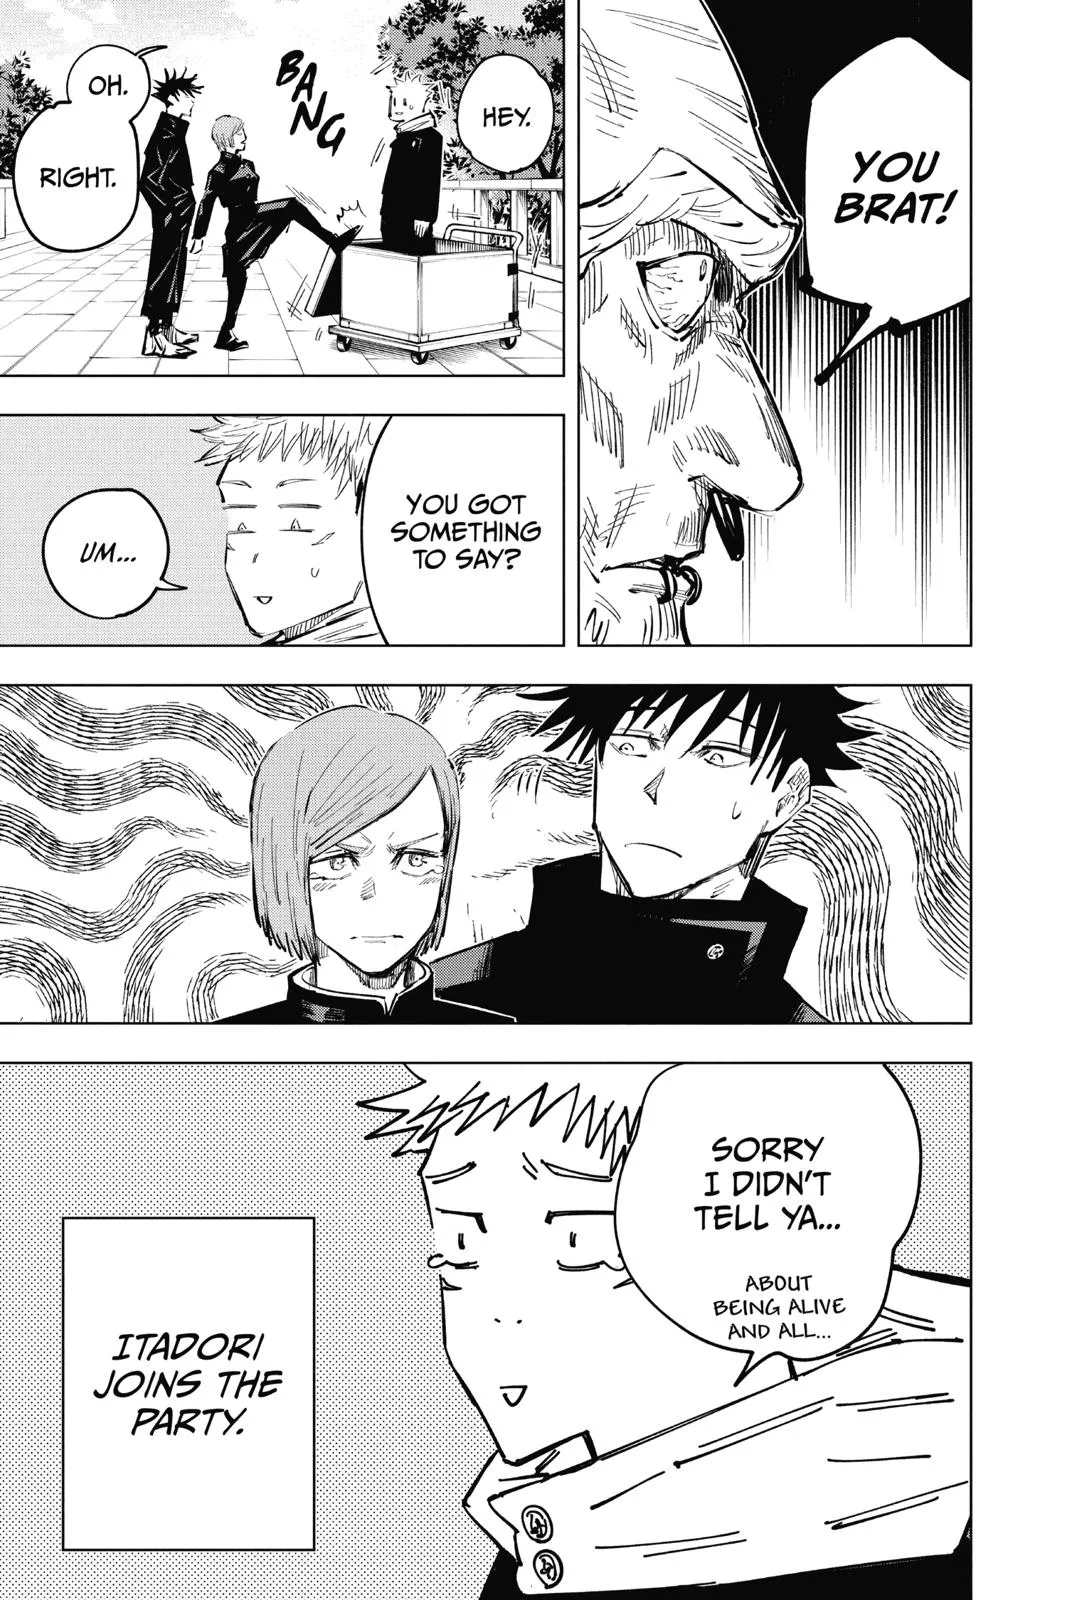 YOU
BRAT!
HEY.
BANG
OH.
RIGHT.
YOU GOT
SOMETHING
TO SAY?
UM...
SORRY
I DIDN'T
TELL YA...
ABOUT
BEING ALIVE
AND ALL...
ITADORI
JOINS THE
PARTY.